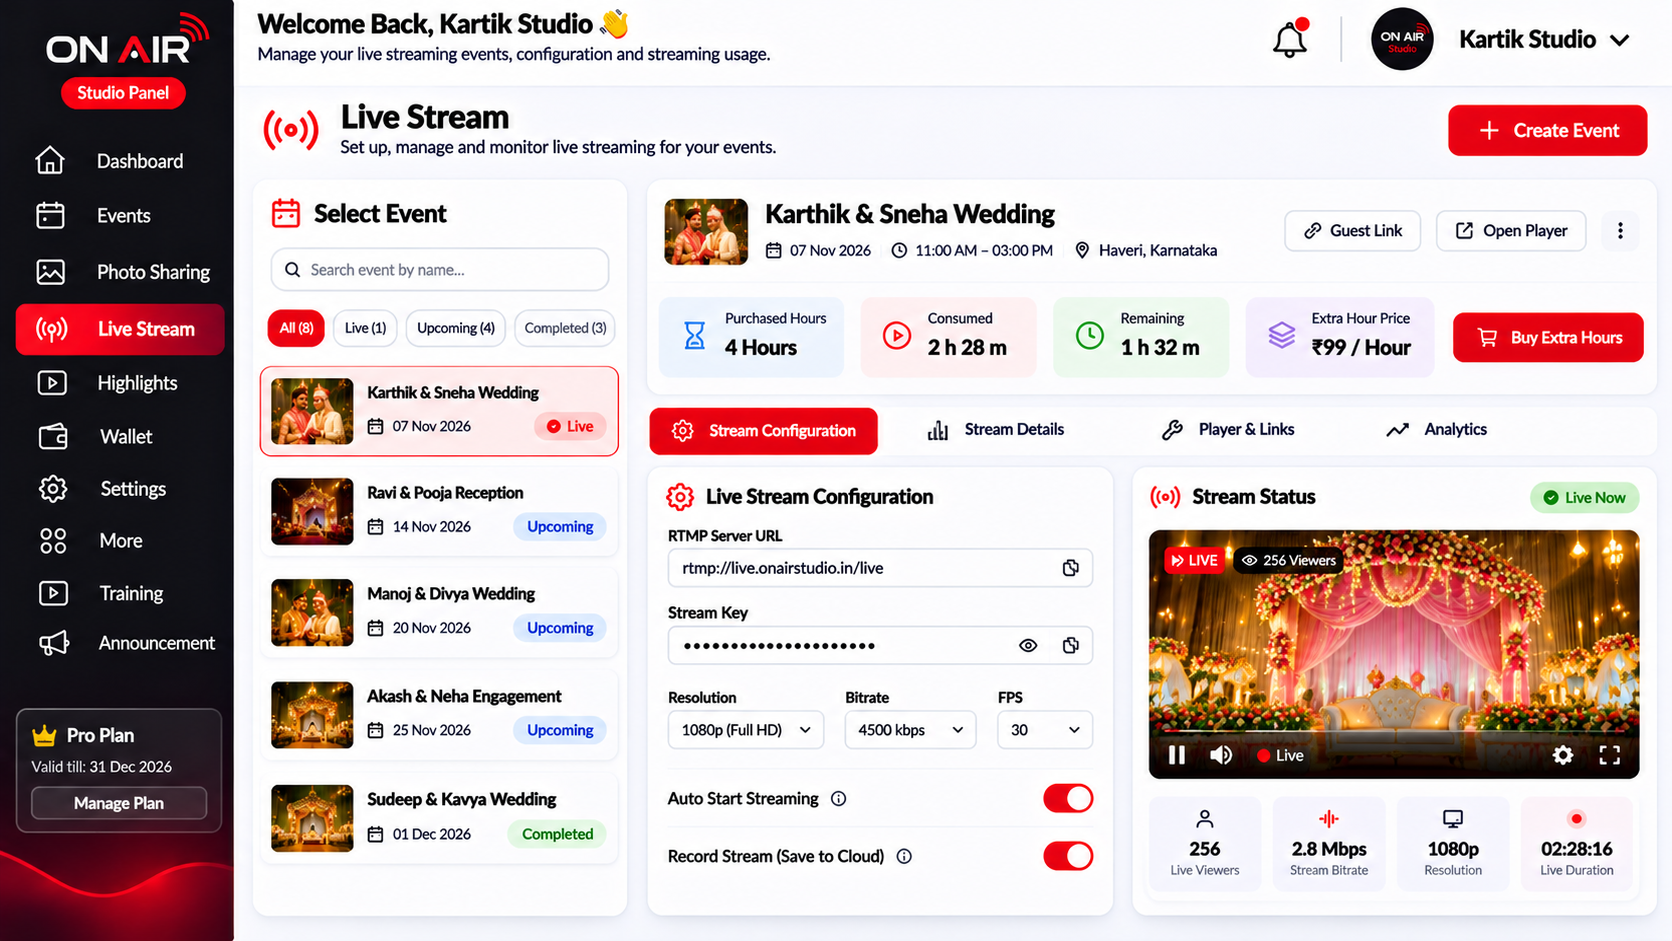 ON AIR
Studio Panel
Dashboard
Events
Photo Sharing
Live Stream
Highlights
Wallet
Settings
More
Training
Announcement
Pro Plan
Valid till: 31 Dec 2026
Manage Plan
Welcome Back, Kartik Studio 👋
Manage your live streaming events, configuration and streaming usage.
ON AIR
Studio
Kartik Studio
Live Stream
Set up, manage and monitor live streaming for your events.
+ Create Event
Select Event
Search event by name...
All (8)
Live (1)
Upcoming (4)
Completed (3)
Karthik & Sneha Wedding
07 Nov 2026
Live
Ravi & Pooja Reception
14 Nov 2026
Upcoming
Manoj & Divya Wedding
20 Nov 2026
Upcoming
Akash & Neha Engagement
25 Nov 2026
Upcoming
Sudeep & Kavya Wedding
01 Dec 2026
Completed
Karthik & Sneha Wedding
07 Nov 2026
11:00 AM – 03:00 PM
Haveri, Karnataka
Guest Link
Open Player
Purchased Hours
4 Hours
Consumed
2 h 28 m
Remaining
1 h 32 m
Extra Hour Price
₹99 / Hour
Buy Extra Hours
Stream Configuration
Stream Details
Player & Links
Analytics
Live Stream Configuration
RTMP Server URL
rtmp://live.onairstudio.in/live
Stream Key
•••••••••••••••••••••
Resolution
Bitrate
FPS
1080p (Full HD)
4500 kbps
30
Auto Start Streaming
Record Stream (Save to Cloud)
Stream Status
Live Now
LIVE
256 Viewers
Live
256
Live Viewers
2.8 Mbps
Stream Bitrate
1080p
Resolution
02:28:16
Live Duration